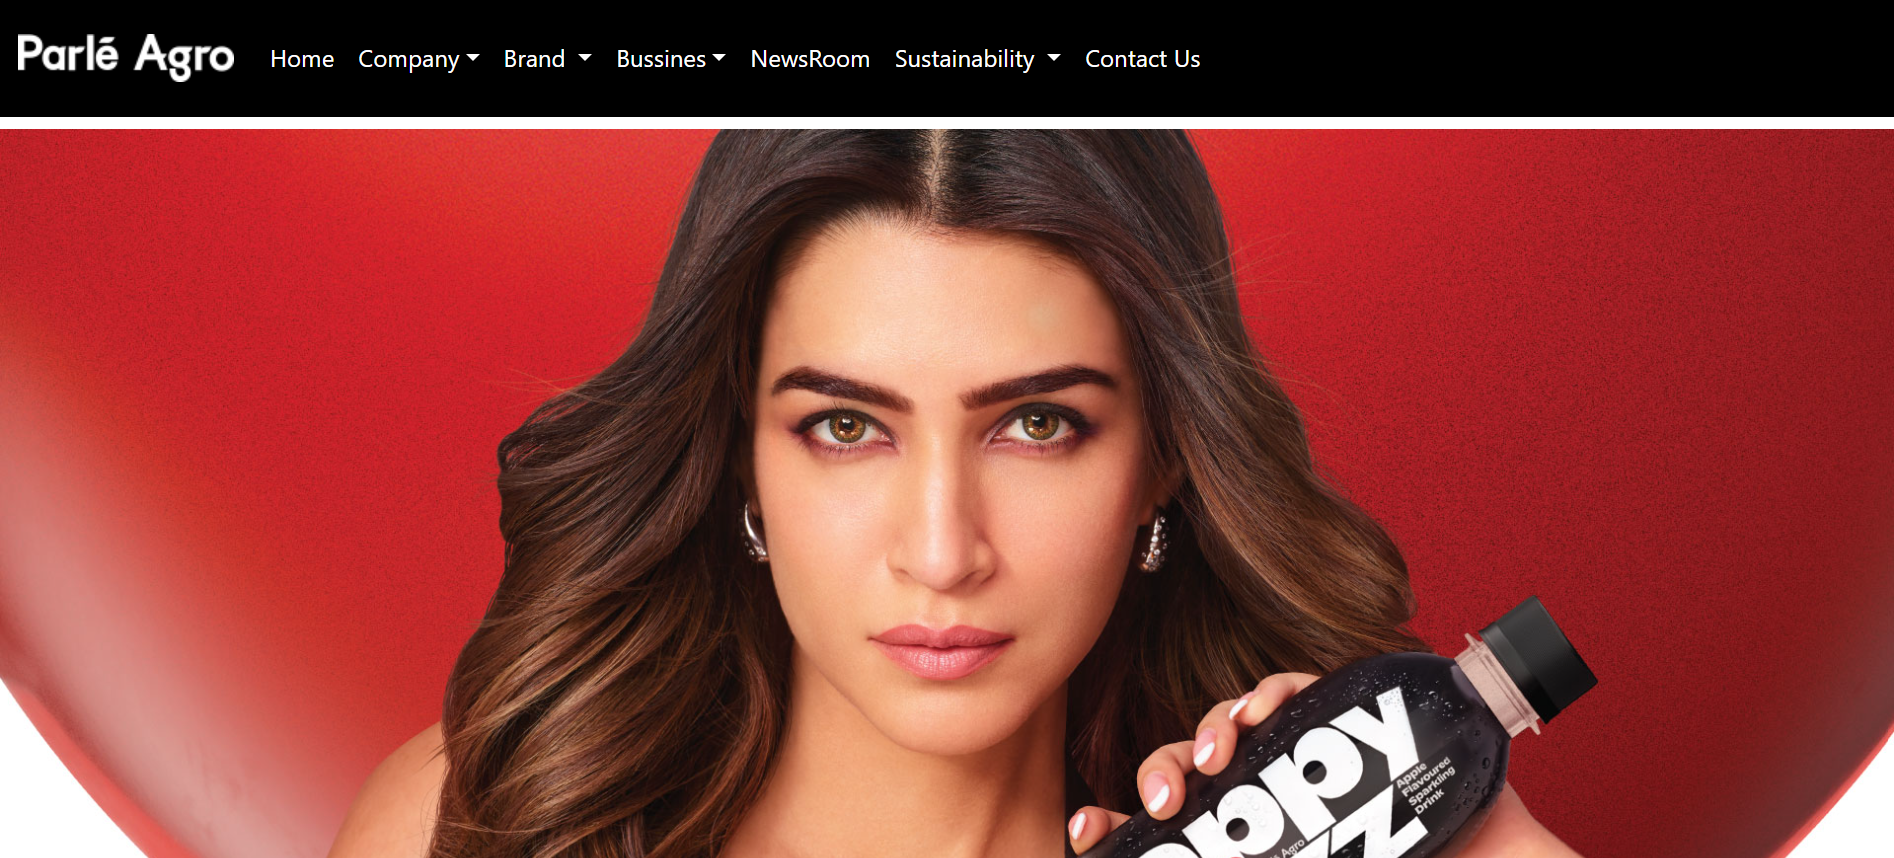 Parlé Agro
Home Company Brand Bussines NewsRoom Sustainability Contact Us
ppy
Apple
Flavoured
Sparkling
Drink
zz
Agro